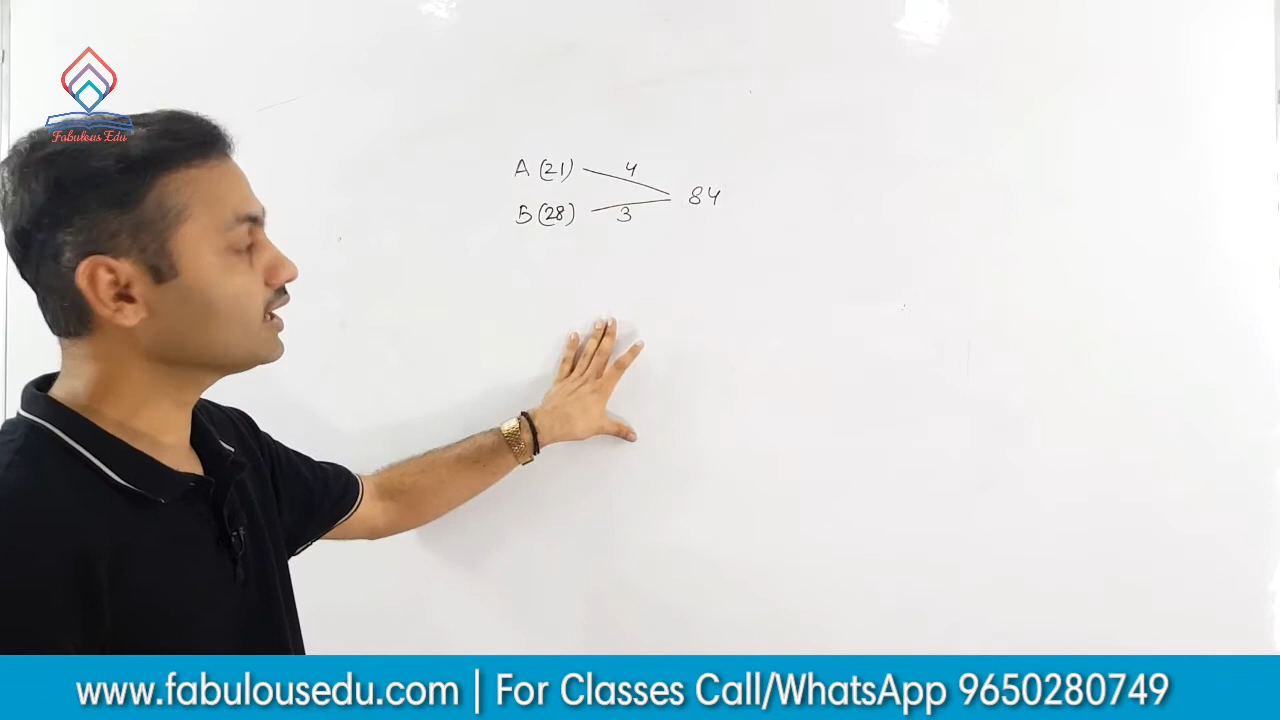 Fabulous Edu
A (21) 4
84
B (28) 3
www.fabulousedu.com | For Classes Call/WhatsApp 9650280749